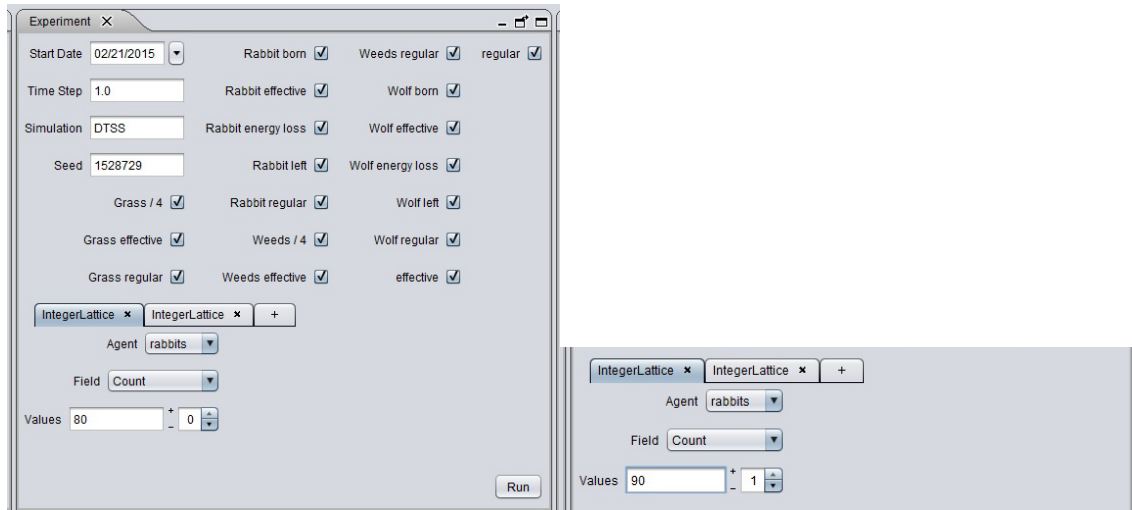 Experiment
Start Date 02/21/2015 Rabbit born Weeds regular regular
Time Step 1.0 Rabbit effective Wolf born
Simulation DTSS Rabbit energy loss Wolf effective
Seed 1528729 Rabbit left Wolf energy loss
Grass / 4 Rabbit regular Wolf left
Grass effective Weeds / 4 Wolf regular
Grass regular Weeds effective effective
IntegerLattice IntegerLattice +
Agent rabbits
Field Count
Values 80 + - 0
Run
IntegerLattice IntegerLattice +
Agent rabbits
Field Count
Values 90 + - 1